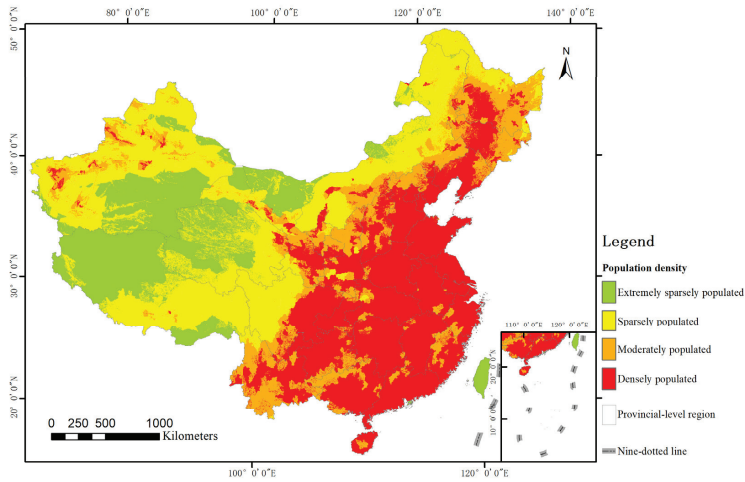 80° 0′0″E
100° 0′0″E
120° 0′0″E
140° 0′0″E
50° 0′0″N
40° 0′0″N
30° 0′0″N
20° 0′0″N
N
0 250 500 1000
Kilometers
100° 0′0″E
120° 0′0″E
110° 0′0″E 120° 0′0″E
20° 0′0″N
10° 0′0″N
Legend
Population density
Extremely sparsely populated
Sparsely populated
Moderately populated
Densely populated
Provincial-level region
Nine-dotted line